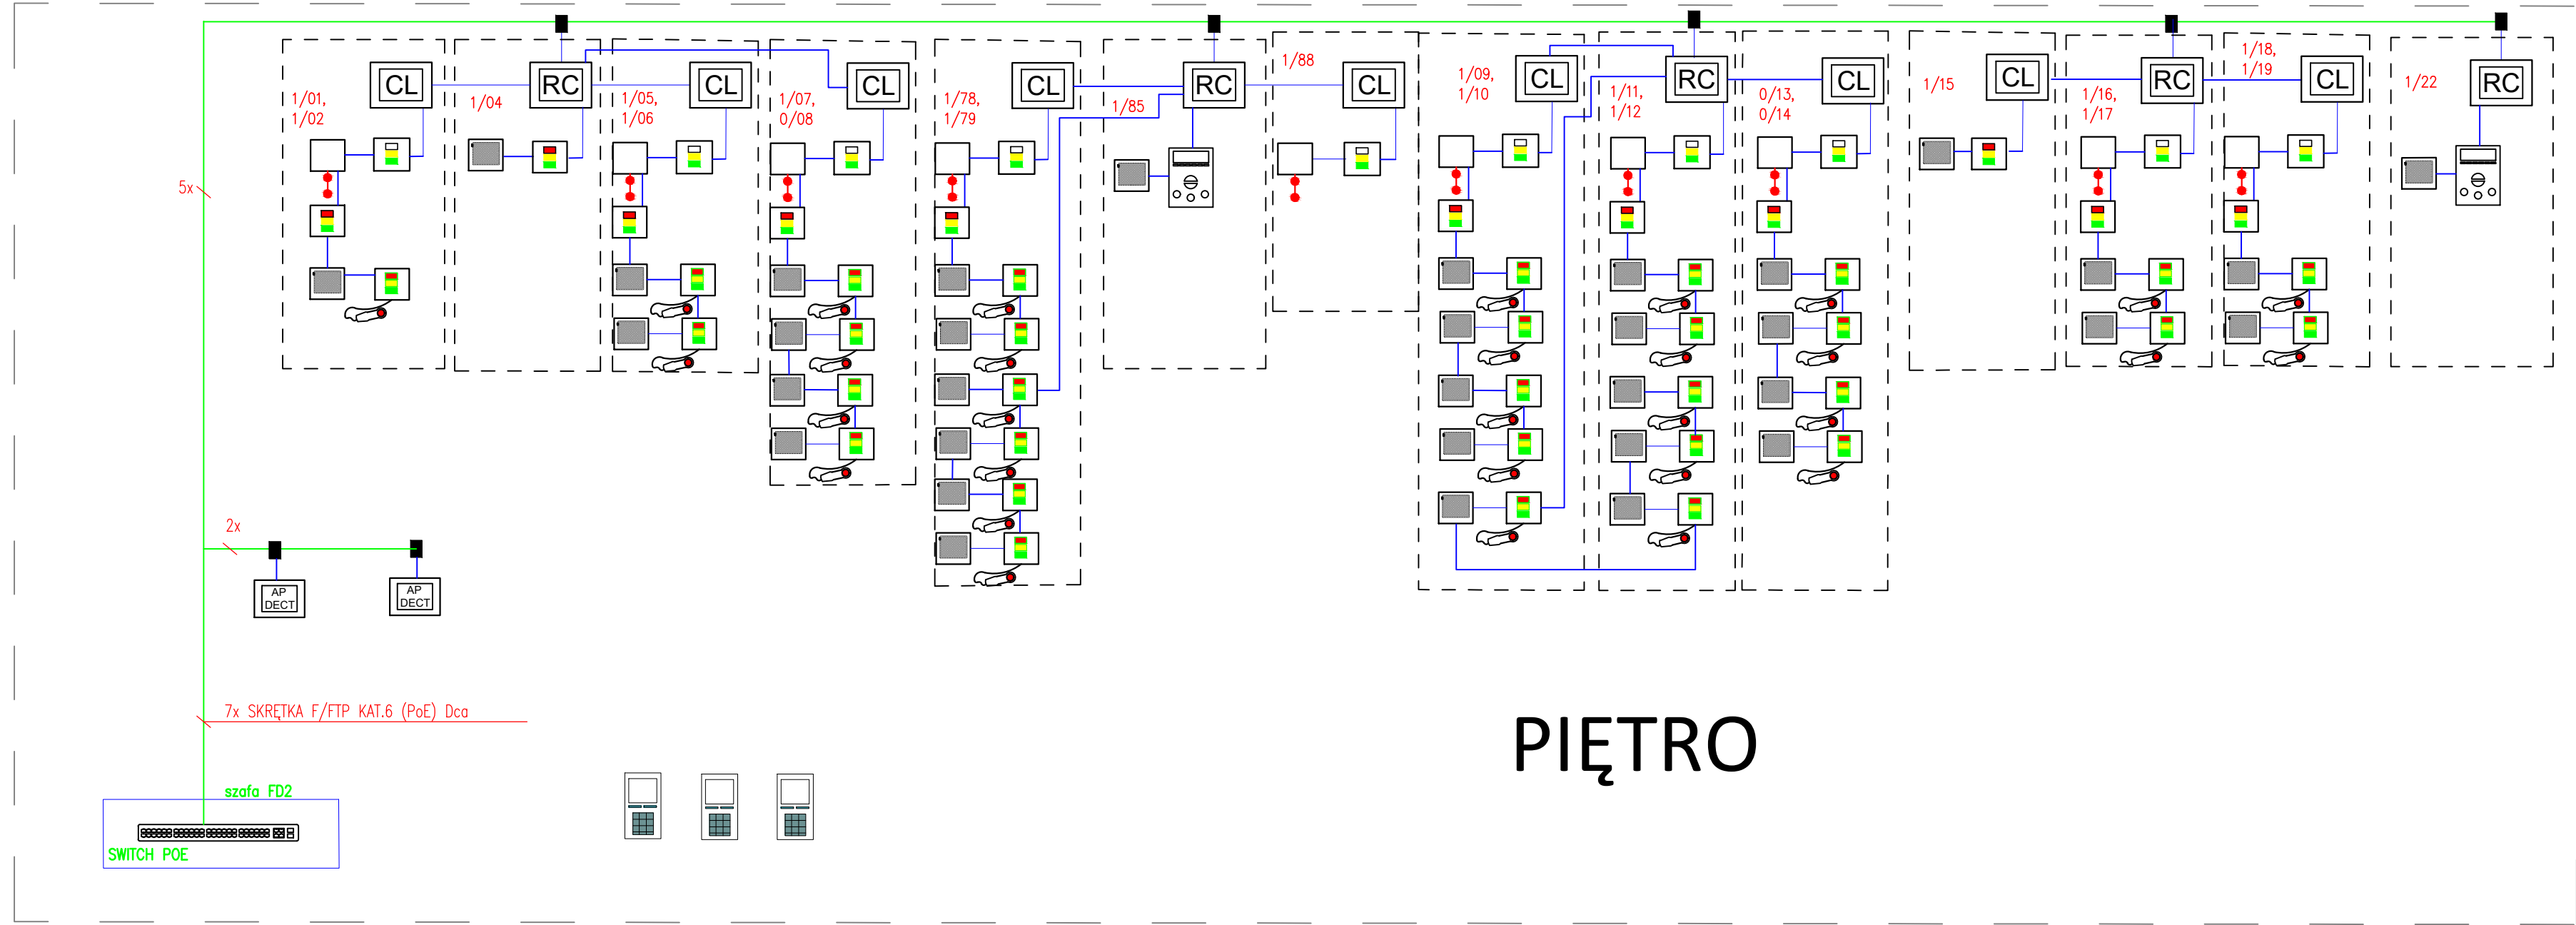 CL
1/01,
1/02
RC
1/04
CL
1/05,
1/06
CL
1/07,
0/08
CL
1/78,
1/79
RC
1/85
1/88
CL
1/09,
1/10
CL
1/11,
1/12
RC
0/13,
0/14
CL
1/15
CL
1/16,
1/17
RC
1/18,
1/19
CL
1/22
RC
5x
2x
AP
DECT
AP
DECT
7x SKRĘTKA F/FTP KAT.6 (PoE) Dca
PIĘTRO
szafa FD2
SWITCH POE